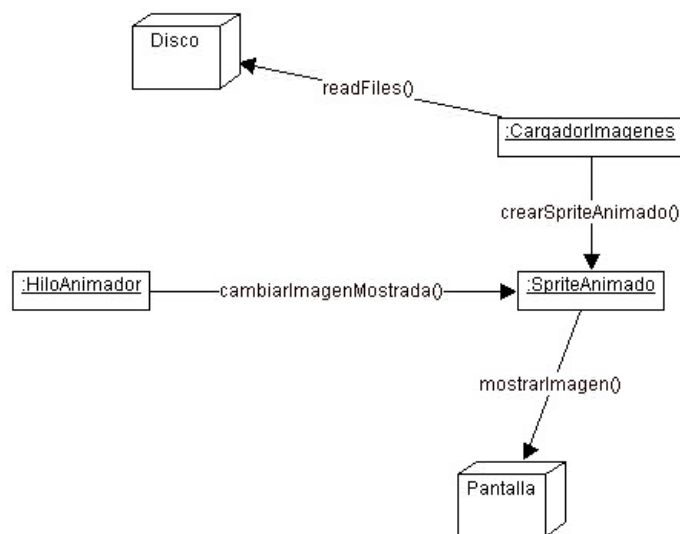 Disco
readFiles()
:CargadorImagenes
crearSpriteAnimado()
:HiloAnimador
cambiarImagenMostrada()
:SpriteAnimado
mostrarImagen()
Pantalla